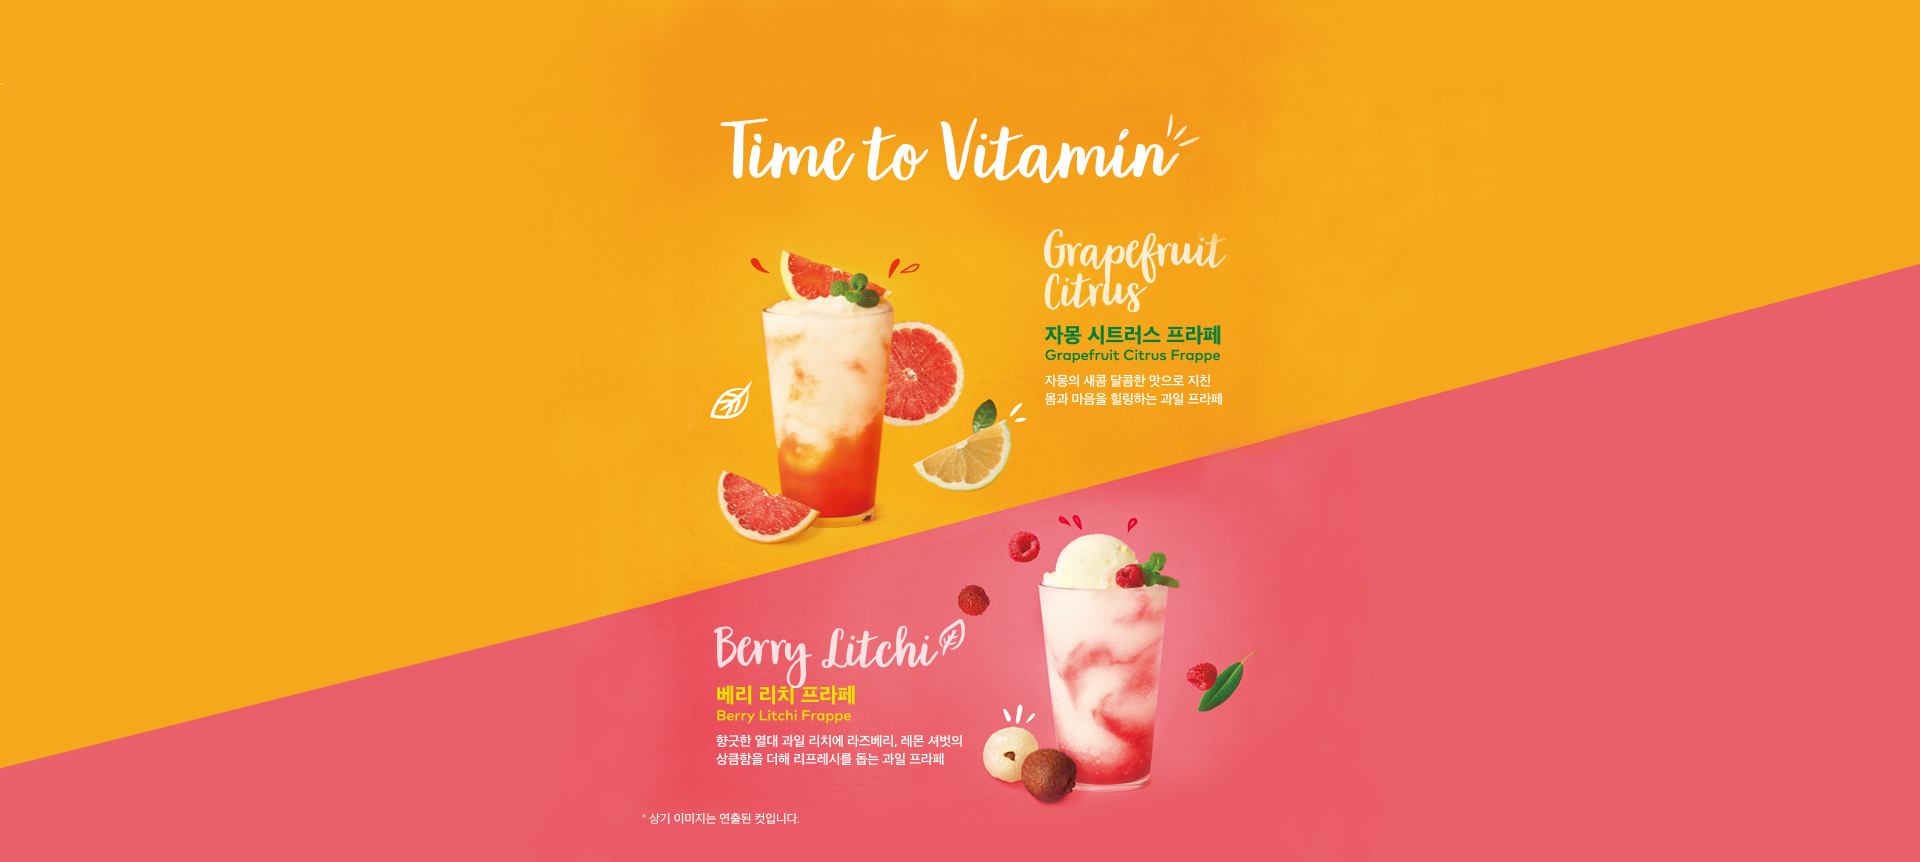 Time to Vitamin
Grapefruit
Citrus
자몽 시트러스 프라페
Grapefruit Citrus Frappe
자몽의 새콤 달콤한 맛으로 지친
몸과 마음을 힐링하는 과일 프라페
Berry Litchi
베리 리치 프라페
Berry Litchi Frappe
향긋한 열대 과일 리치에 라즈베리, 레몬 셔벗의
상큼함을 더해 리프레시를 돕는 과일 프라페
* 상기 이미지는 연출된 컷입니다.